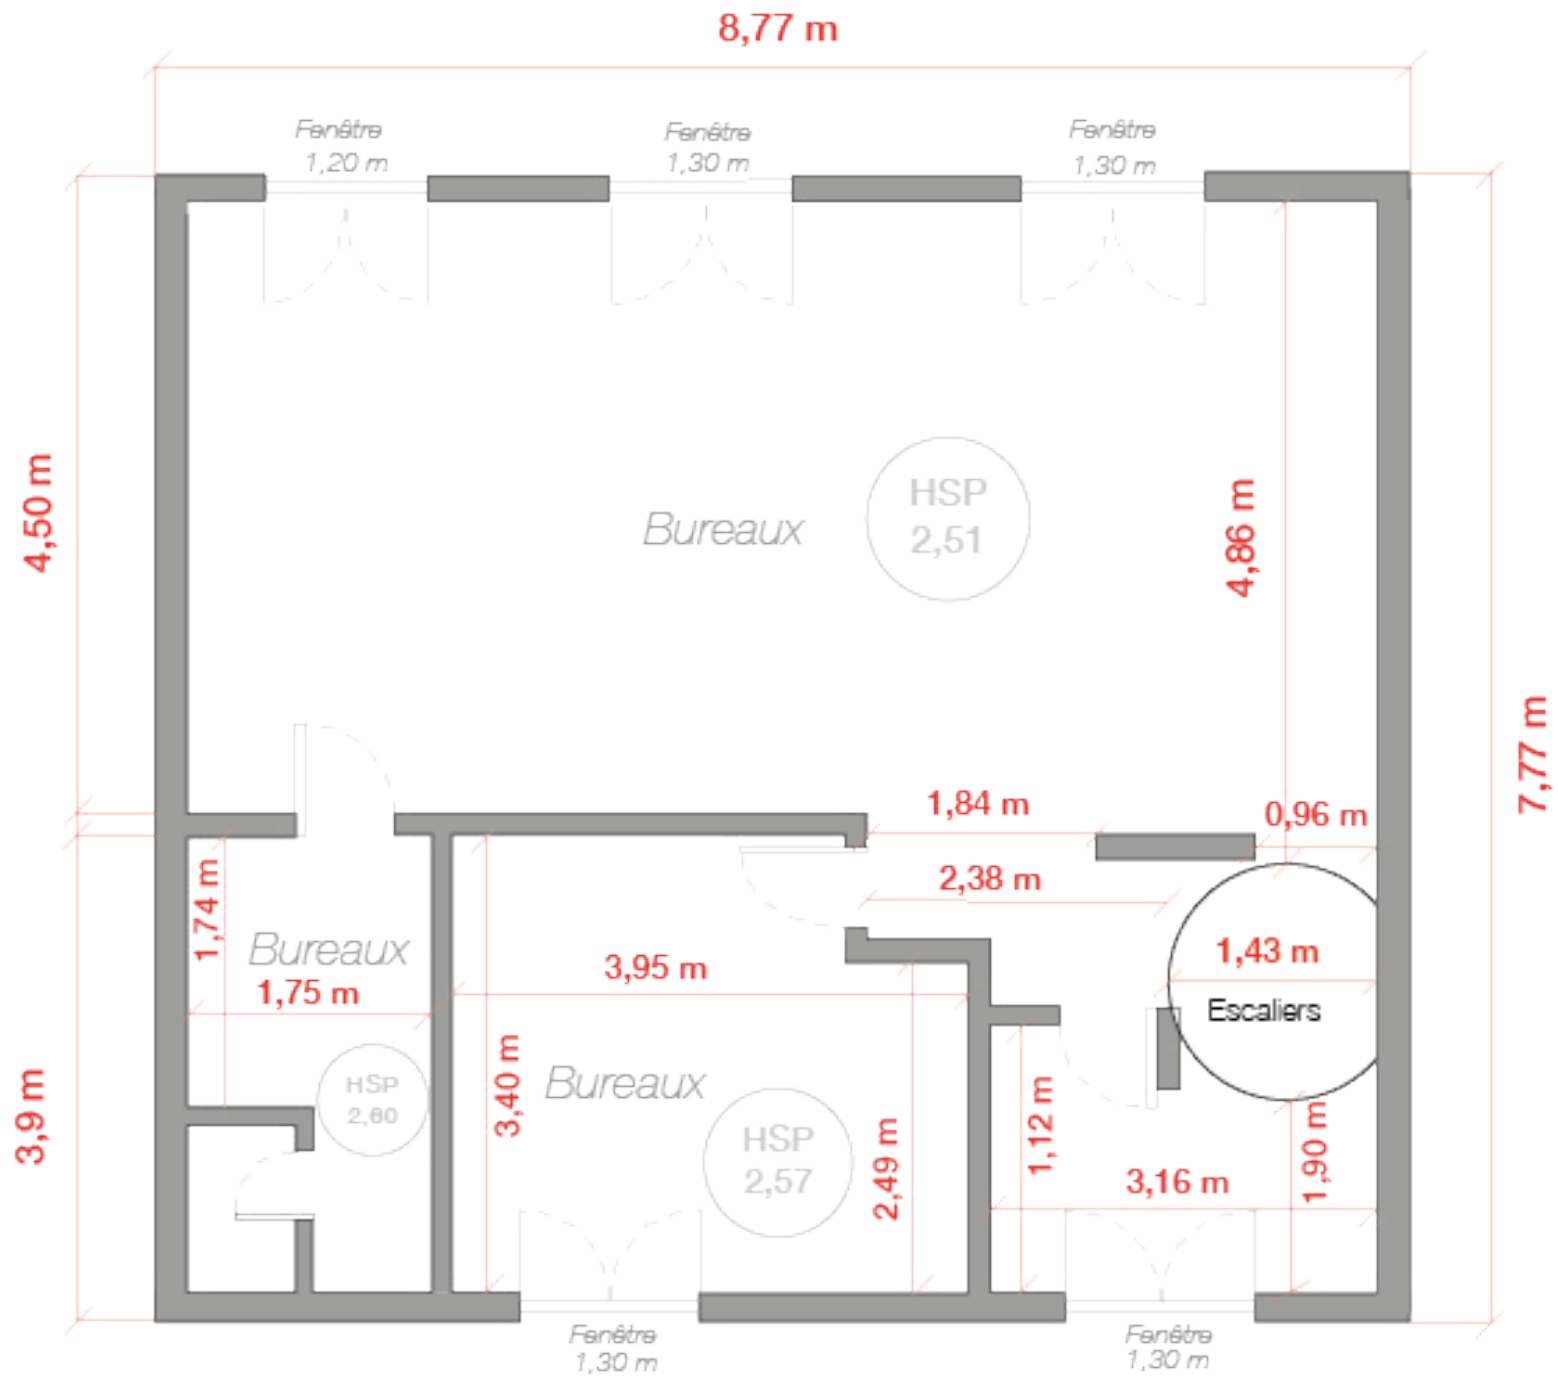 8,77 m
Fenêtre
1,20 m
Fenêtre
1,30 m
Fenêtre
1,30 m
4,50 m
HSP
2,51
Bureaux
4,86 m
7,77 m
1,84 m
0,96 m
2,38 m
1,74 m
Bureaux
1,75 m
3,95 m
1,43 m
Escaliers
HSP
2,60
3,40 m
Bureaux
3,9 m
HSP
2,57
2,49 m
1,12 m
3,16 m
1,90 m
Fenêtre
1,30 m
Fenêtre
1,30 m